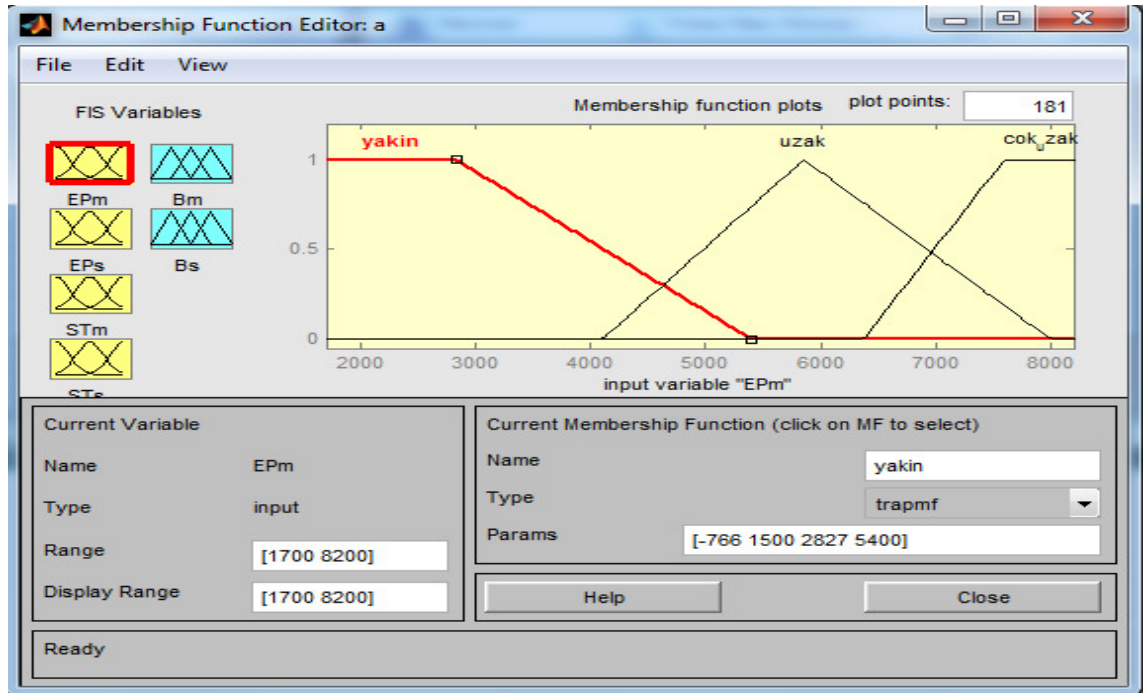 Membership Function Editor: a
File Edit View
FIS Variables
Membership function plots plot points: 181
yakin uzak cok_uzak
EPm Bm
EPs Bs
STm
STs
1
0.5
0
2000 3000 4000 5000 6000 7000 8000
input variable "EPm"
Current Variable
Name EPm
Type input
Range [1700 8200]
Display Range [1700 8200]
Current Membership Function (click on MF to select)
Name yakin
Type trapmf
Params [-766 1500 2827 5400]
Help Close
Ready